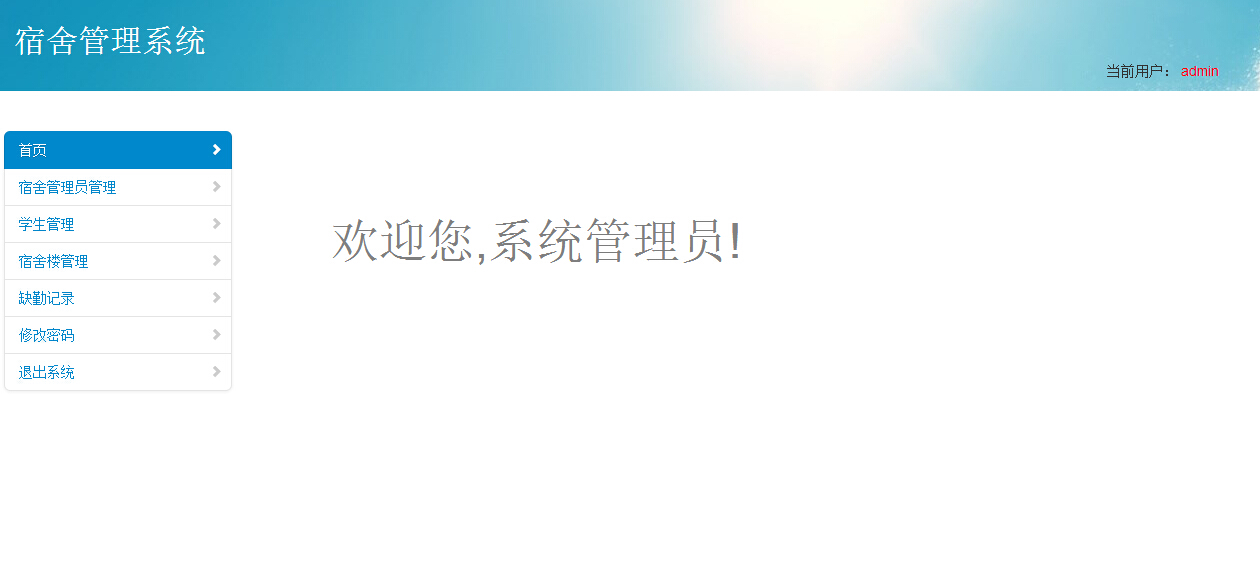 宿舍管理系统
当前用户： admin
首页
宿舍管理员管理
学生管理
宿舍楼管理
缺勤记录
修改密码
退出系统
欢迎您,系统管理员!